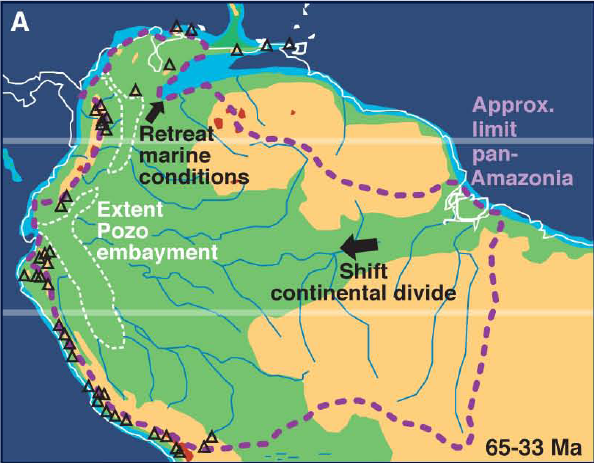 A
Approx.
limit
pan-
Amazonia
Retreat
marine
conditions
Extent
Pozo
embayment
Shift
continental divide
65-33 Ma